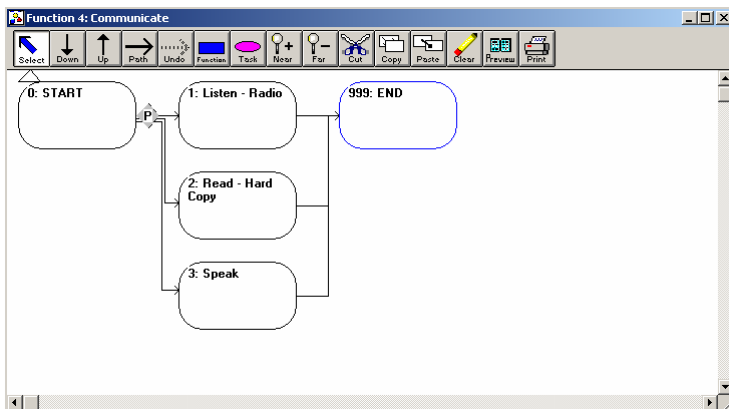 Function 4: Communicate
Select Down Up Path Undo Function Task Near Far Cut Copy Paste Clear Preview Print
0: START
1: Listen - Radio
999: END
P
2: Read - Hard
Copy
3: Speak